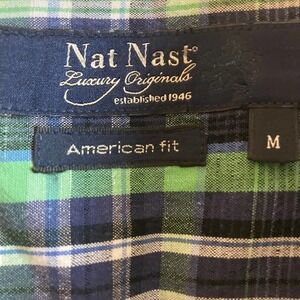 Nat Nast®
Luxury Originals
established 1946
American fit
M